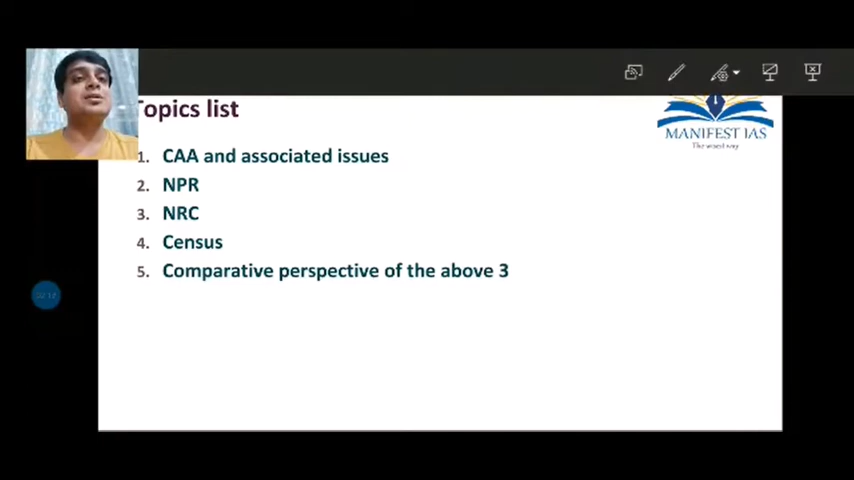 Topics list
MANIFEST IAS
The wisest way
1. CAA and associated issues
2. NPR
3. NRC
4. Census
5. Comparative perspective of the above 3